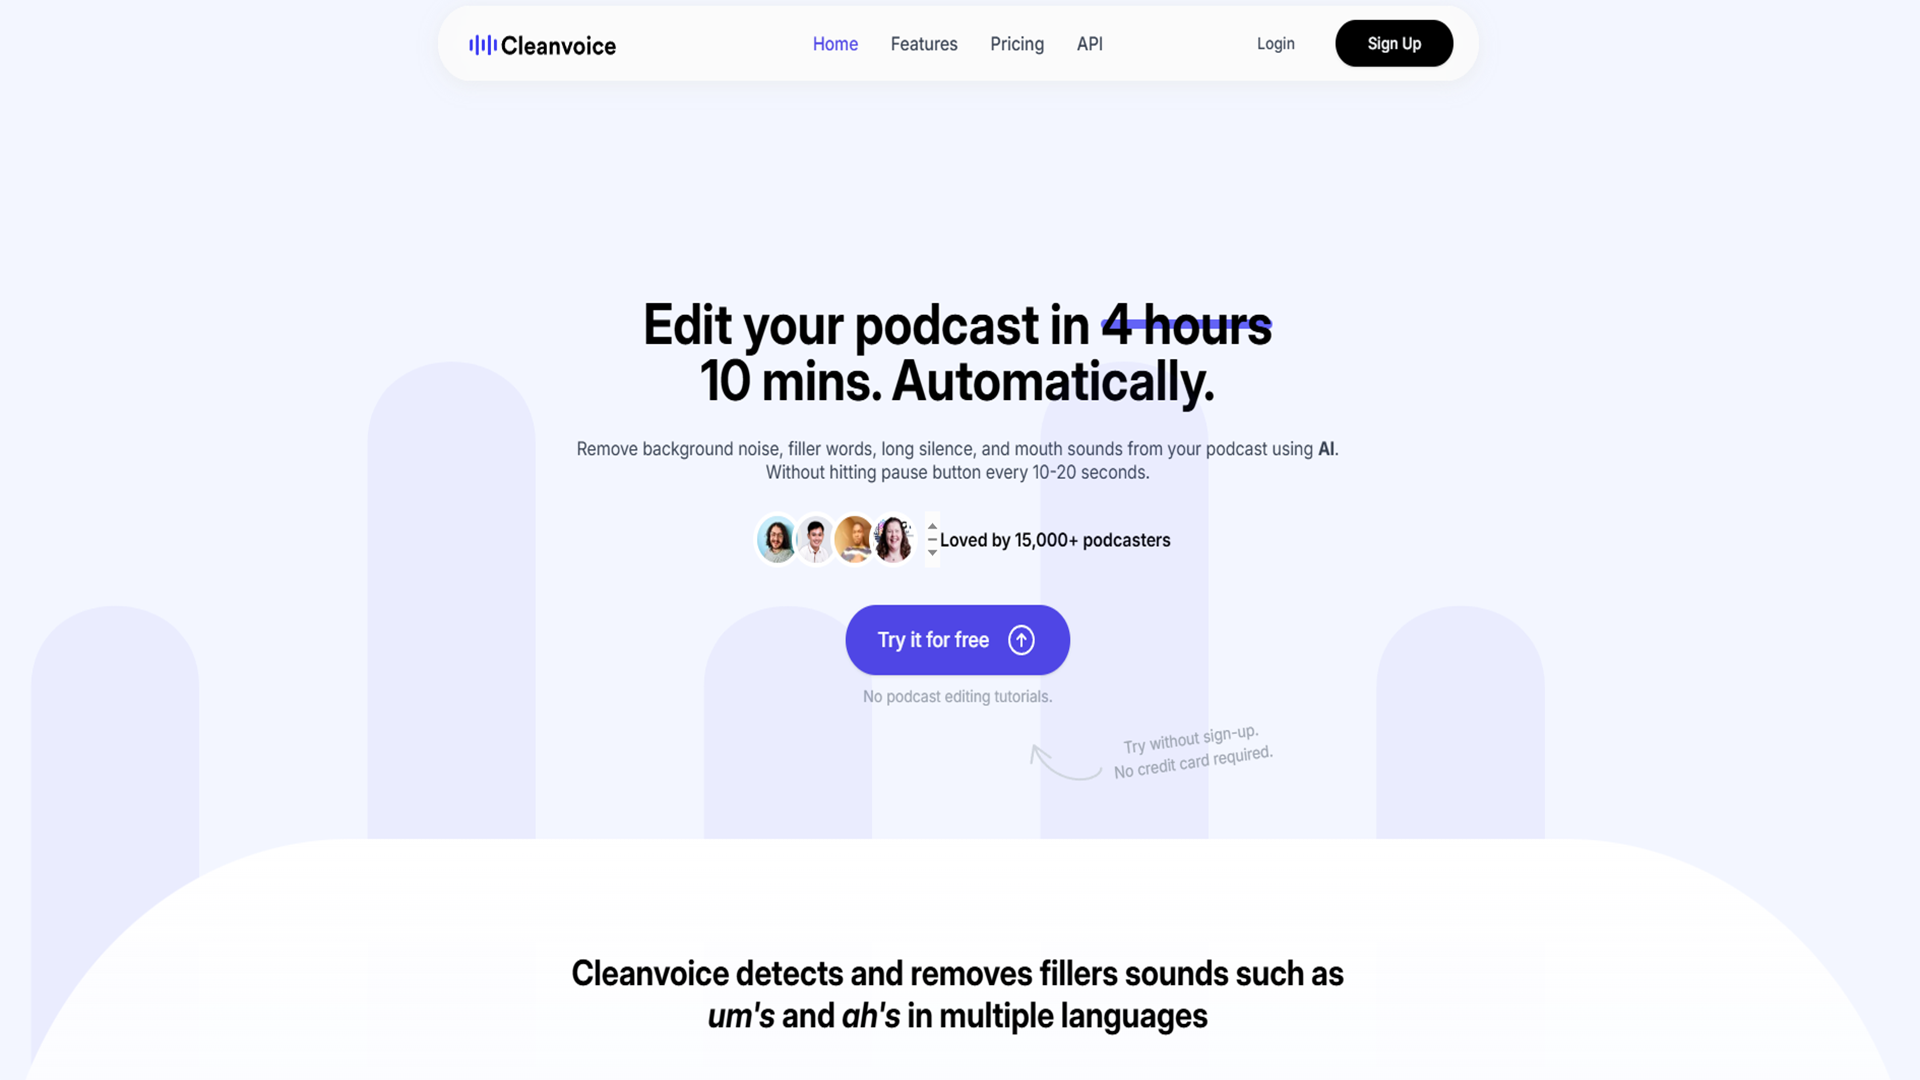 Cleanvoice
Home Features Pricing API
Login
Sign Up
Edit your podcast in 4 hours
10 mins. Automatically.
Remove background noise, filler words, long silence, and mouth sounds from your podcast using AI.
Without hitting pause button every 10-20 seconds.
Loved by 15,000+ podcasters
Try it for free
No podcast editing tutorials.
Try without sign-up.
No credit card required.
Cleanvoice detects and removes fillers sounds such as
um's and ah's in multiple languages